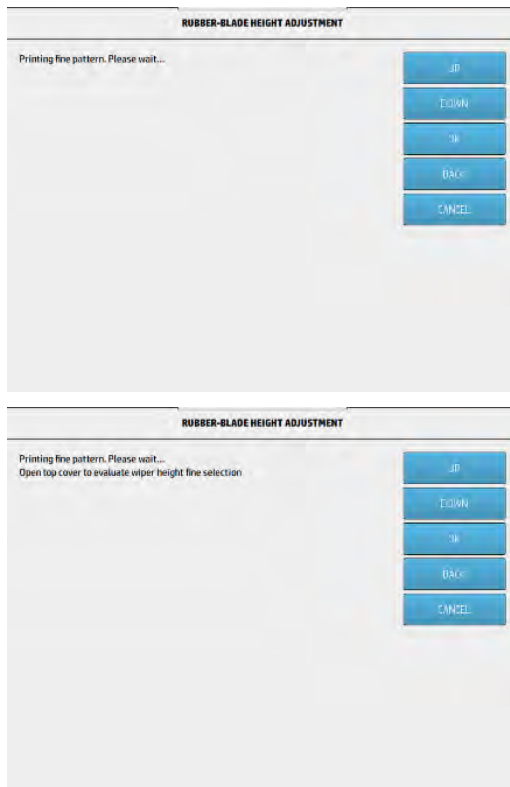 RUBBER-BLADE HEIGHT ADJUSTMENT
Printing fine pattern. Please wait...
UP
DOWN
OK
BACK
CANCEL
RUBBER-BLADE HEIGHT ADJUSTMENT
Printing fine pattern. Please wait...
Open top cover to evaluate wiper height fine selection
UP
DOWN
OK
BACK
CANCEL